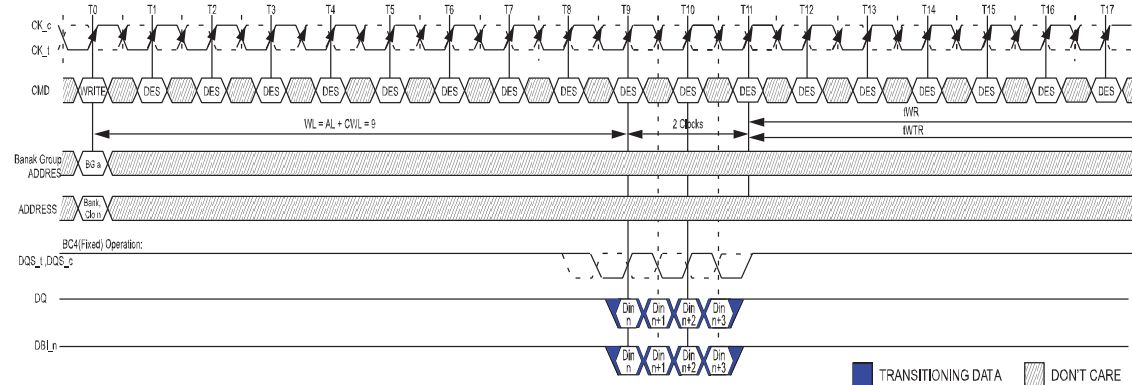 T0 T1 T2 T3 T4 T5 T6 T7 T8 T9 T10 T11 T12 T13 T14 T15 T16 T17
CK_c
CK_t
CMD WRITE DES DES DES DES DES DES DES DES DES DES DES DES DES DES DES DES DES
WL = AL + CWL = 9 2 Clocks tWR
tWTR
Banak Group
ADDRES
BG a
ADDRESS
Bank,
Clo n
BC4(Fixed) Operation:
DQS_t ,DQS_c
DQ
Din n Din n+1 Din n+2 Din n+3
DBI_n
Din n Din n+1 Din n+2 Din n+3
TRANSITIONING DATA DON'T CARE